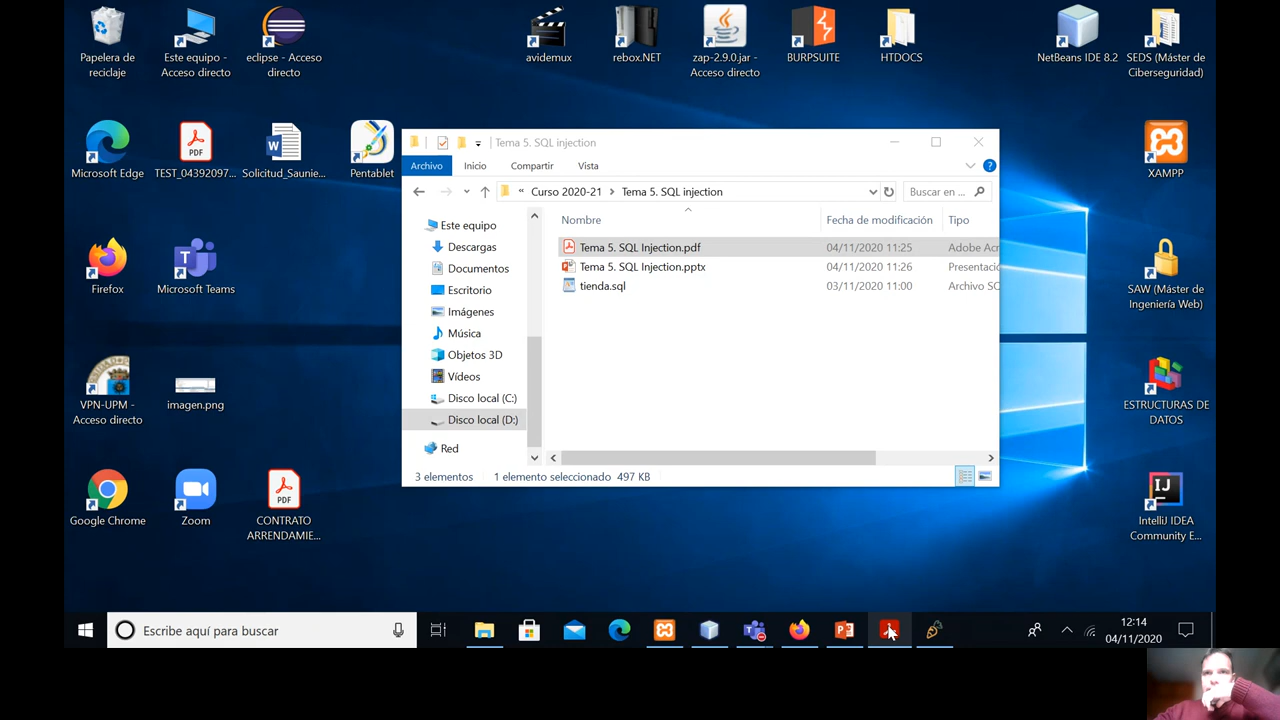 Papelera de
reciclaje
Este equipo -
Acceso directo
eclipse - Acceso
directo
avidemux
rebox.NET
zap-2.9.0.jar -
Acceso directo
BURPSUITE
HTDOCS
NetBeans IDE 8.2
SEDS (Máster de
Ciberseguridad)
Microsoft Edge
PDF
TEST_04392097...
Solicitud_Saunie...
Pentablet
XAMPP
Firefox
Microsoft Teams
SAW (Máster de
Ingeniería Web)
VPN-UPM -
Acceso directo
imagen.png
ESTRUCTURAS DE
DATOS
Google Chrome
Zoom
PDF
CONTRATO
ARRENDAMIE...
IJ
IntelliJ IDEA
Community E...
Tema 5. SQL injection
Archivo
Inicio
Compartir
Vista
« Curso 2020-21 > Tema 5. SQL injection
Buscar en ...
Nombre
Fecha de modificación
Tipo
Este equipo
Descargas
Documentos
Escritorio
Imágenes
Música
Objetos 3D
Vídeos
Disco local (C:)
Disco local (D:)
Red
Tema 5. SQL Injection.pdf 04/11/2020 11:25 Adobe Acr
Tema 5. SQL Injection.pptx 04/11/2020 11:26 Presentaci
tienda.sql 03/11/2020 11:00 Archivo SQ
3 elementos 1 elemento seleccionado 497 KB
Escribe aquí para buscar
12:14
04/11/2020